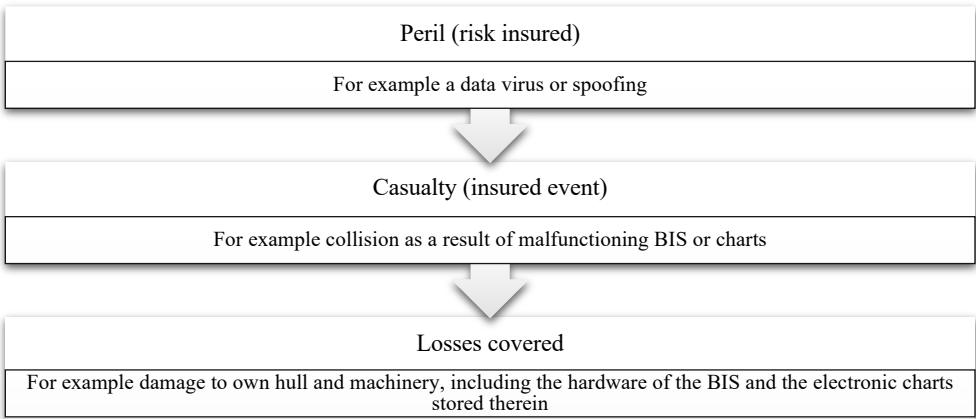 Peril (risk insured)
For example a data virus or spoofing
Casualty (insured event)
For example collision as a result of malfunctioning BIS or charts
Losses covered
For example damage to own hull and machinery, including the hardware of the BIS and the electronic charts
stored therein